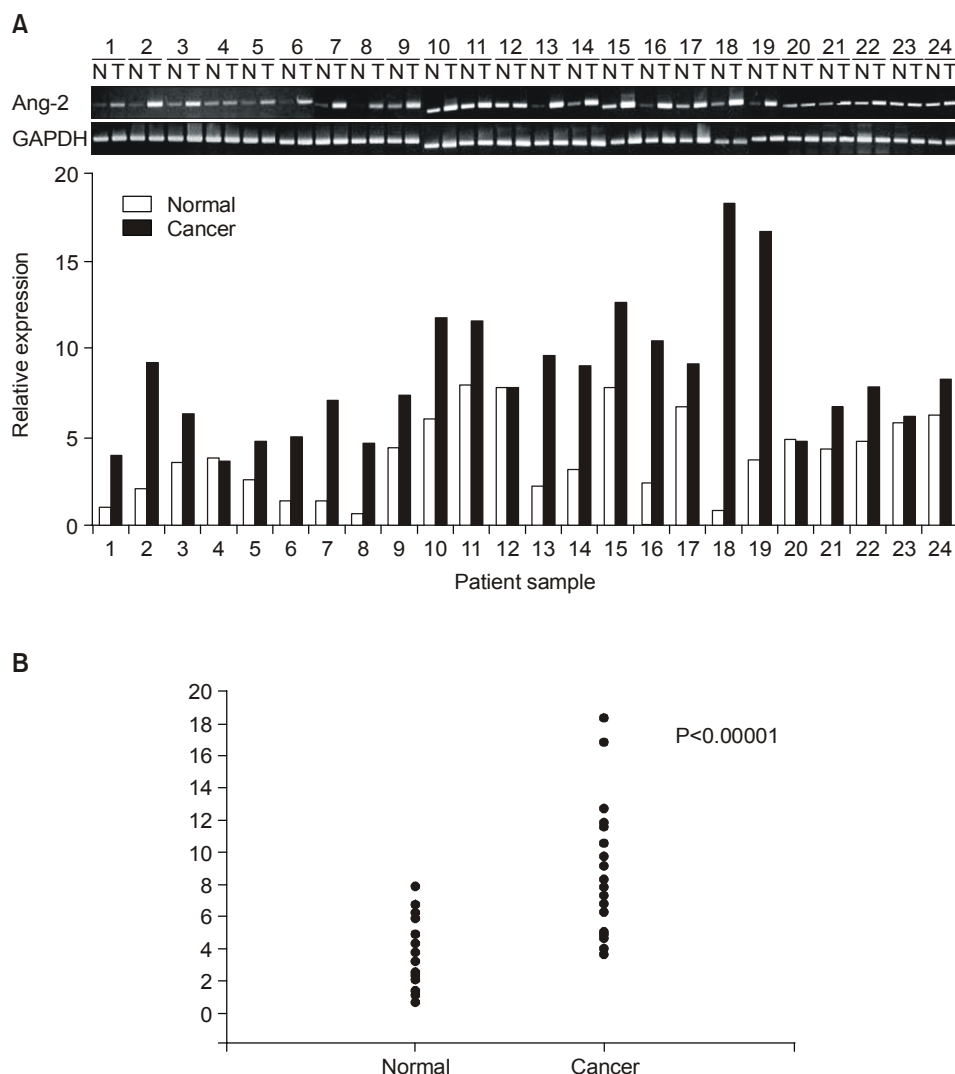 A
1 2 3 4 5 6 7 8 9 10 11 12 13 14 15 16 17 18 19 20 21 22 23 24
N T N T N T N T N T N T N T N T N T N T N T N T N T N T N T N T N T N T N T N T N T N T N T N T
Ang-2
GAPDH
20
Normal
Cancer
15
10
5
0
Relative expression
1 2 3 4 5 6 7 8 9 10 11 12 13 14 15 16 17 18 19 20 21 22 23 24
Patient sample
B
20
18
P<0.00001
16
14
12
10
8
6
4
2
0
Normal Cancer